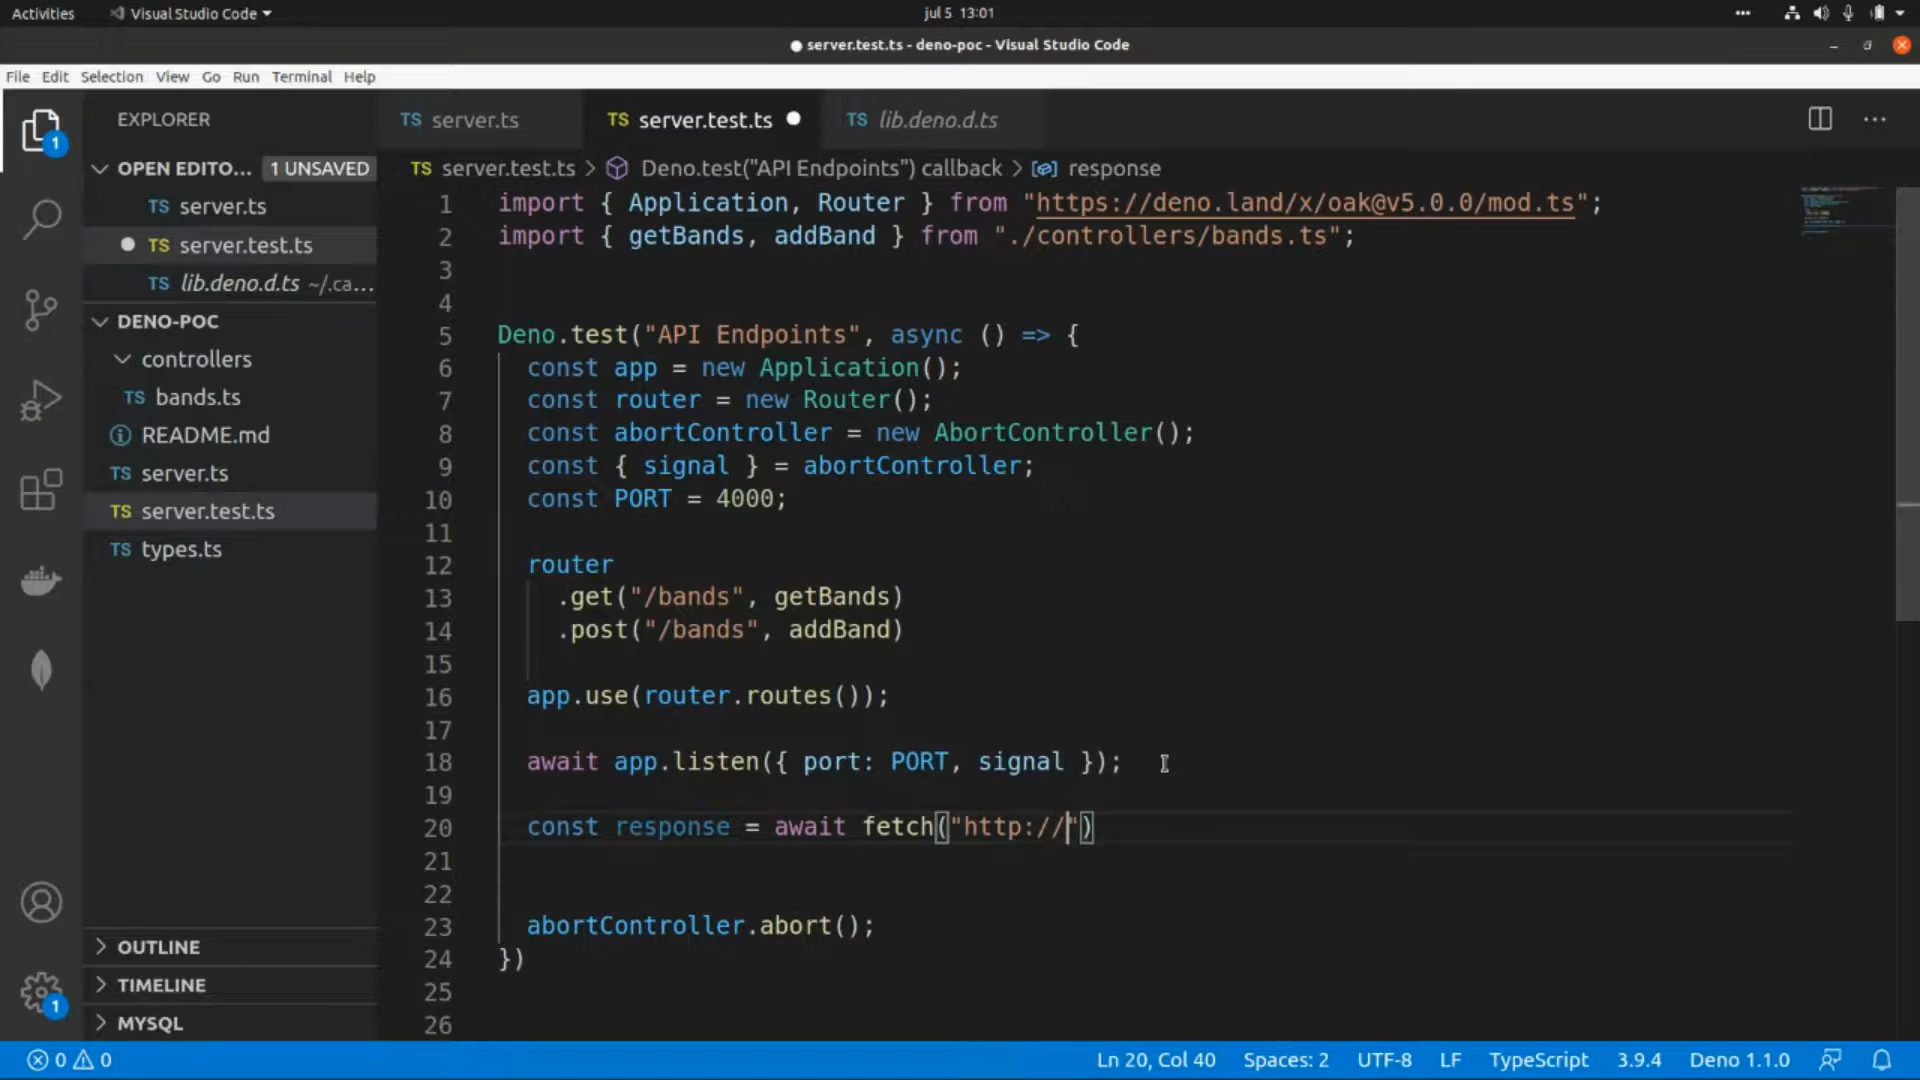 Activities
Visual Studio Code
jul 5 13:01
server.test.ts - deno-poc - Visual Studio Code
File Edit Selection View Go Run Terminal Help
EXPLORER
OPEN EDITO... 1 UNSAVED
TS server.ts
TS server.test.ts
TS lib.deno.d.ts ~/.ca...
DENO-POC
controllers
TS bands.ts
README.md
TS server.ts
TS server.test.ts
TS types.ts
OUTLINE
TIMELINE
MYSQL
1
1
TS server.ts
TS server.test.ts
TS lib.deno.d.ts
TS server.test.ts > Deno.test("API Endpoints") callback > response
1 import { Application, Router } from "https://deno.land/x/oak@v5.0.0/mod.ts";
2 import { getBands, addBand } from "./controllers/bands.ts";
3
4
5 Deno.test("API Endpoints", async () => {
6 const app = new Application();
7 const router = new Router();
8 const abortController = new AbortController();
9 const { signal } = abortController;
10 const PORT = 4000;
11
12 router
13 .get("/bands", getBands)
14 .post("/bands", addBand)
15
16 app.use(router.routes());
17
18 await app.listen({ port: PORT, signal });
19
20 const response = await fetch("http://")
21
22
23 abortController.abort();
24 })
25
26
0 0
Ln 20, Col 40 Spaces: 2 UTF-8 LF TypeScript 3.9.4 Deno 1.1.0